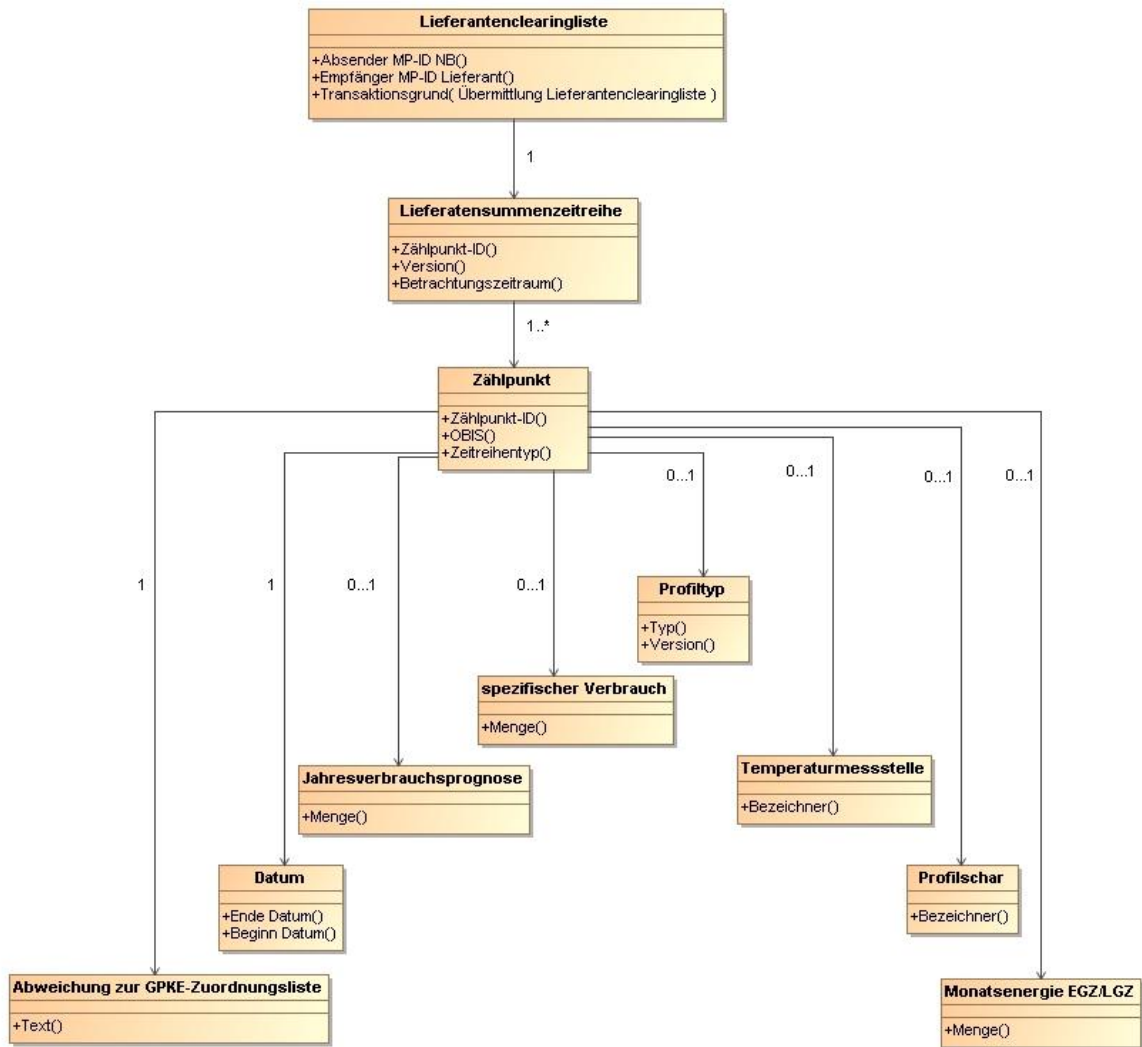 Lieferantenclearingliste
+Absender MP-ID NB()
+Empfänger MP-ID Lieferant()
+Transaktionsgrund( Übermittlung Lieferantenclearingliste )
1
Lieferatensummenzeitreihe
+Zählpunkt-ID()
+Version()
+Betrachtungszeitraum()
1..*
Zählpunkt
+Zählpunkt-ID()
+OBIS()
+Zeitreihentyp()
0...1
0...1
0...1
0...1
1
1
0...1
0...1
Profiltyp
+Typ()
+Version()
spezifischer Verbrauch
+Menge()
Jahresverbrauchsprognose
+Menge()
Temperaturmessstelle
+Bezeichner()
Datum
+Ende Datum()
+Beginn Datum()
Profilschar
+Bezeichner()
Abweichung zur GPKE-Zuordnungsliste
+Text()
Monatsenergie EGZ/LGZ
+Menge()